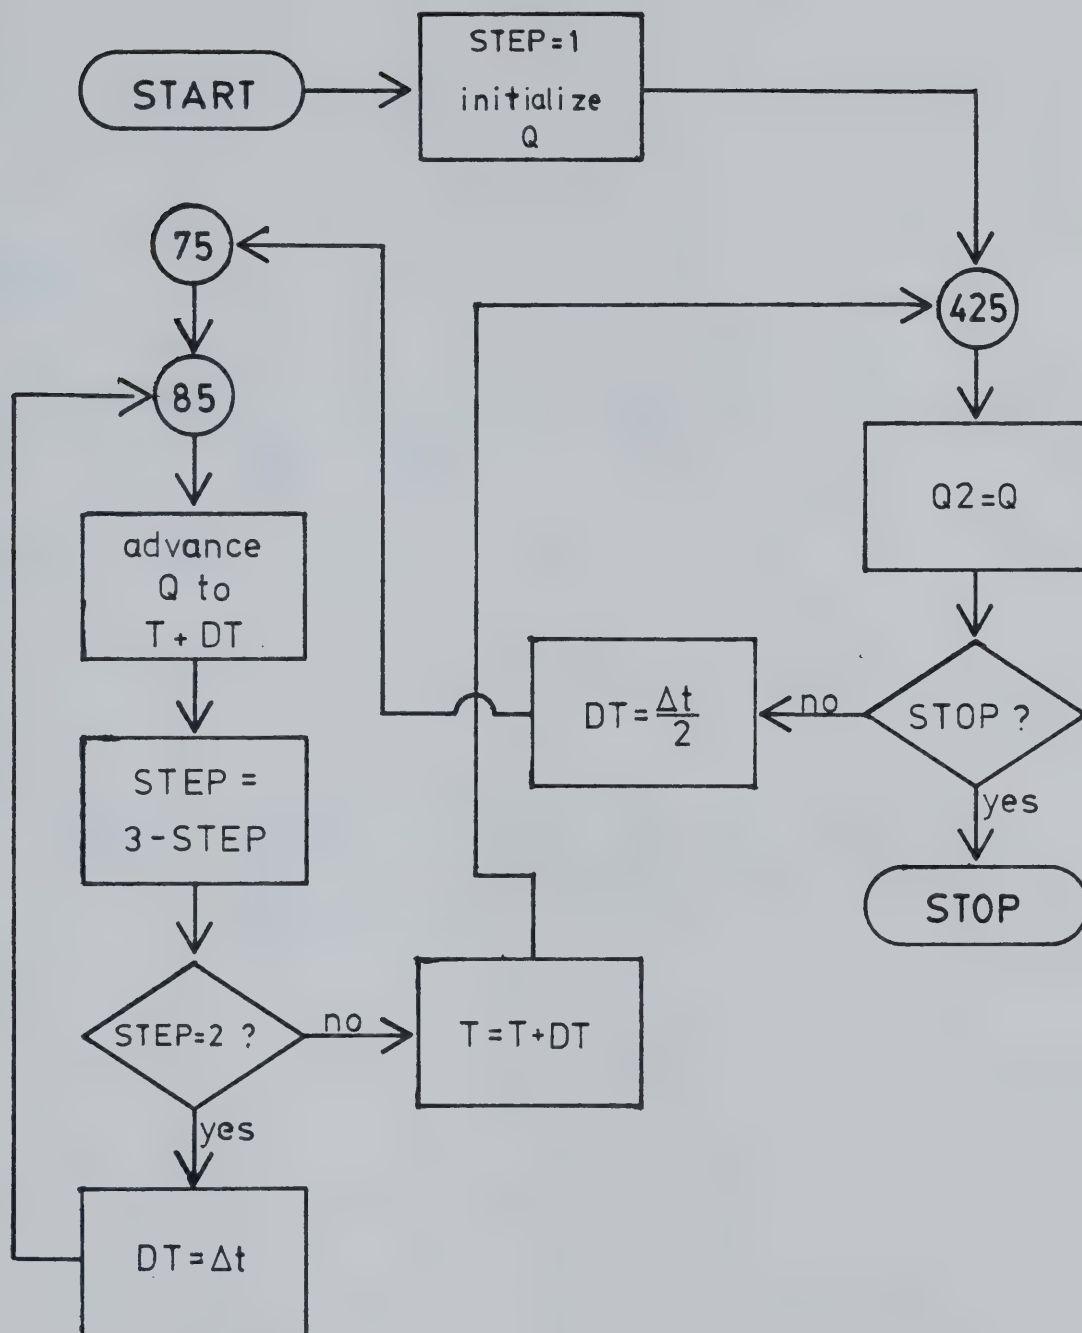 START
STEP=1
initialize
Q
75
425
85
Q2=Q
advance
Q to
T + DT
DT = Δt/2
no
STOP ?
yes
STEP =
3-STEP
STOP
STEP=2 ?
no
T=T+DT
yes
DT=Δt